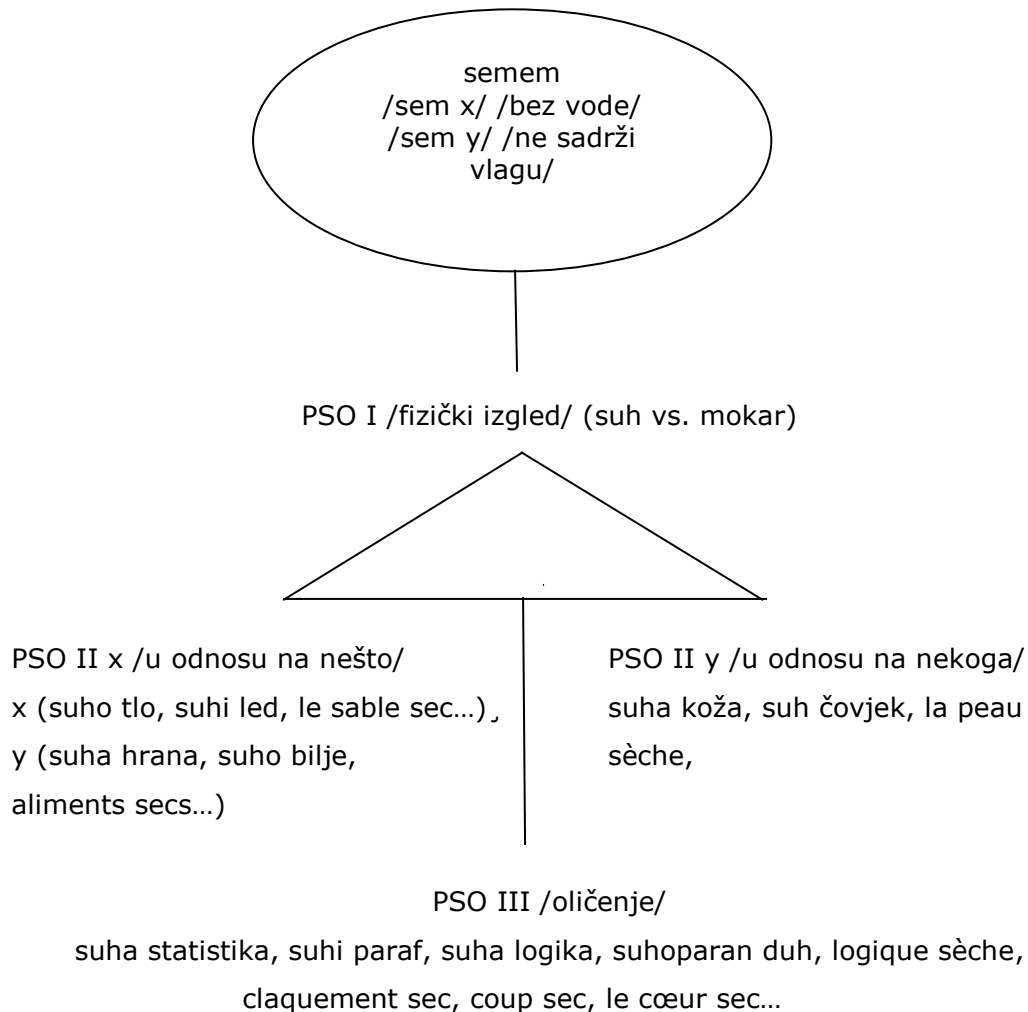 semem
/sem x/ /bez vode/
/sem y/ /ne sadrži
vlagu/
PSO I /fizički izgled/ (suh vs. mokar)
PSO II x /u odnosu na nešto/
x (suho tlo, suhi led, le sable sec…)¸
y (suha hrana, suho bilje,
aliments secs…)
PSO II y /u odnosu na nekoga/
suha koža, suh čovjek, la peau
sèche,
PSO III /oličenje/
suha statistika, suhi paraf, suha logika, suhoparan duh, logique sèche,
claquement sec, coup sec, le cœur sec…